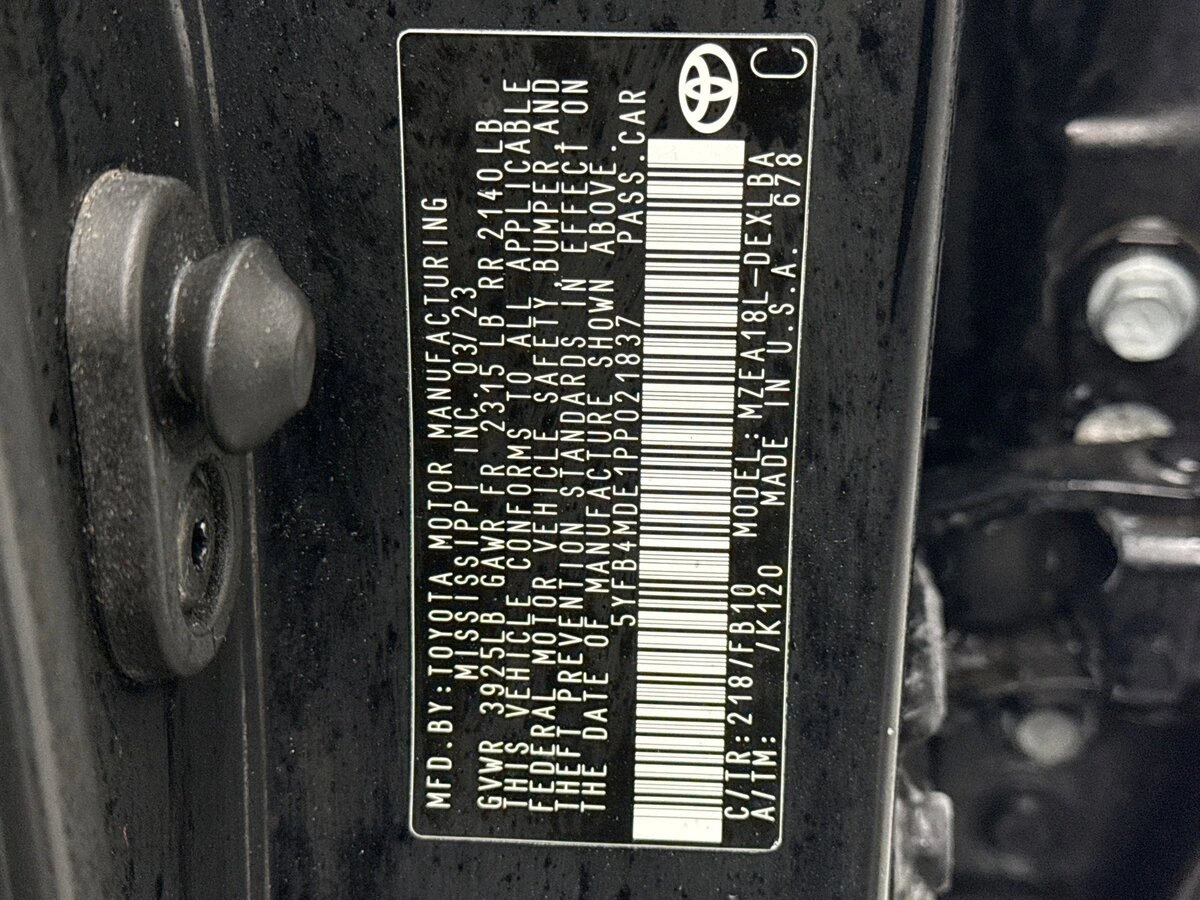 MFD.BY:TOYOTA MOTOR MANUFACTURING
MISSISSIPPI INC. 03/23
GVWR 3925LB GAWR FR 2315 LB RR 2140LB
THIS VEHICLE CONFORMS TO ALL APPLICABLE
FEDERAL MOTOR VEHICLE SAFETY,BUMPER,AND
THEFT PREVENTION STANDARDS IN EFFECT ON
THE DATE OF MANUFACTURE SHOWN ABOVE.
5YFB4MDE1PP021837 PASS.CAR
C/TR:218/FB10 MODEL:MZEA18L-DEXLBA
A/TM: /K120 MADE IN U.S.A. 678
C